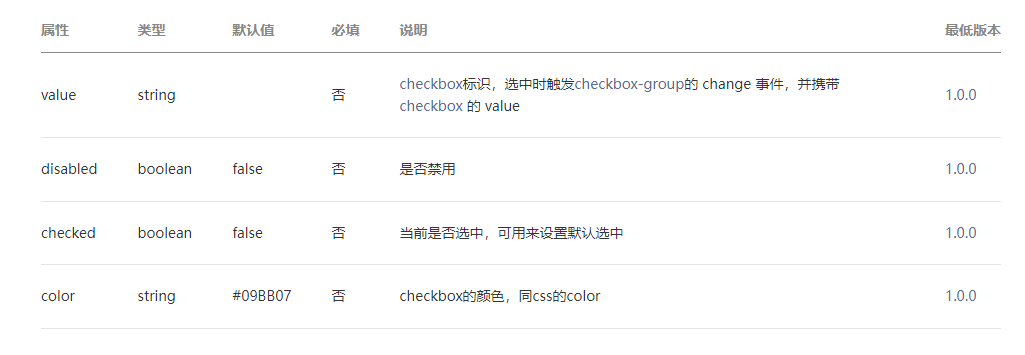 属性 类型 默认值 必填 说明 最低版本
value string 否 checkbox标识，选中时触发checkbox-group的 change 事件，并携带 1.0.0
checkbox 的 value
disabled boolean false 否 是否禁用 1.0.0
checked boolean false 否 当前是否选中，可用来设置默认选中 1.0.0
color string #09BB07 否 checkbox的颜色，同css的color 1.0.0